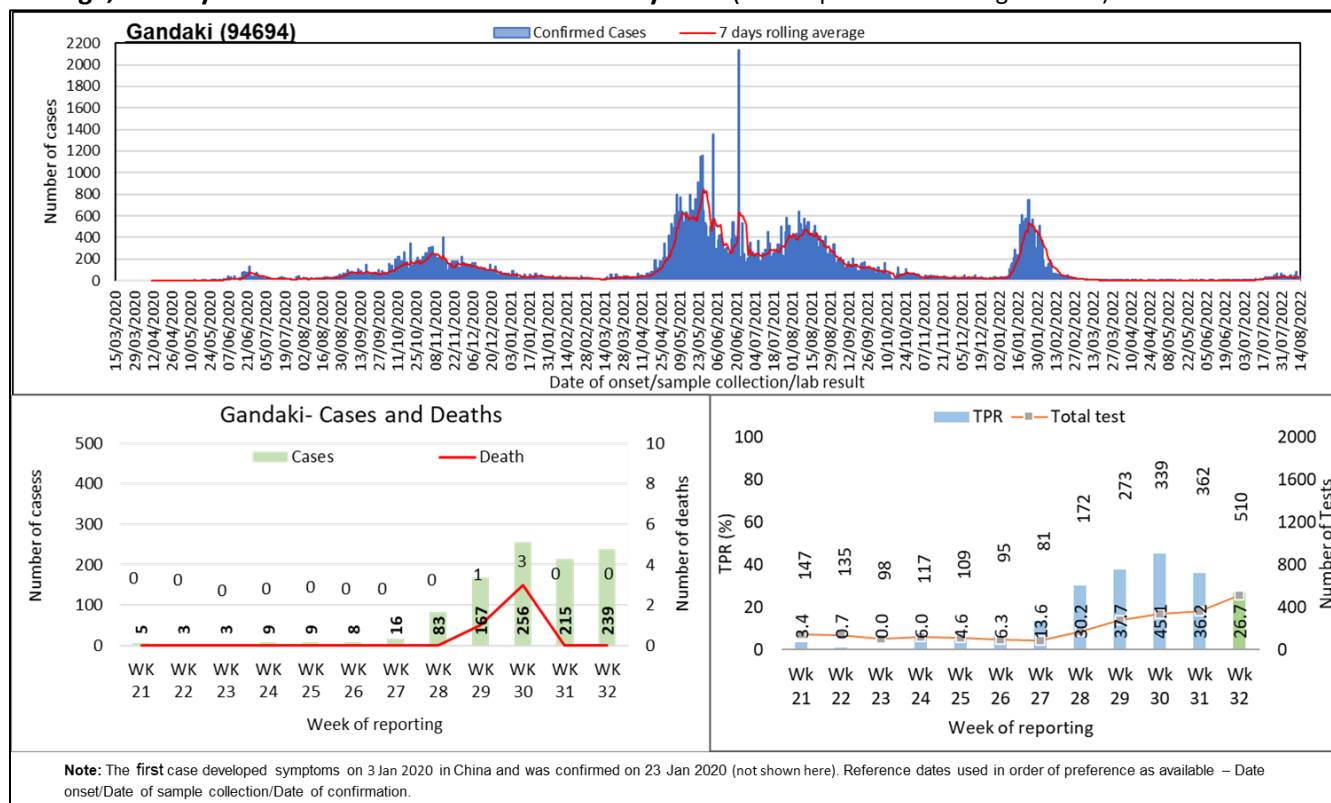 Gandaki (94694)
Confirmed Cases
7 days rolling average
Number of cases
2200
2000
1800
1600
1400
1200
1000
800
600
400
200
0
15/03/2020
29/03/2020
12/04/2020
26/04/2020
10/05/2020
24/05/2020
07/06/2020
21/06/2020
05/07/2020
19/07/2020
02/08/2020
16/08/2020
30/08/2020
13/09/2020
27/09/2020
11/10/2020
25/10/2020
08/11/2020
22/11/2020
06/12/2020
20/12/2020
03/01/2021
17/01/2021
31/01/2021
14/02/2021
28/02/2021
14/03/2021
28/03/2021
11/04/2021
25/04/2021
09/05/2021
23/05/2021
06/06/2021
20/06/2021
04/07/2021
18/07/2021
01/08/2021
15/08/2021
29/08/2021
12/09/2021
26/09/2021
10/10/2021
24/10/2021
07/11/2021
21/11/2021
05/12/2021
19/12/2021
02/01/2022
16/01/2022
30/01/2022
13/02/2022
27/02/2022
13/03/2022
27/03/2022
10/04/2022
24/04/2022
08/05/2022
22/05/2022
05/06/2022
19/06/2022
03/07/2022
17/07/2022
31/07/2022
14/08/2022
Date of onset/sample collection/lab result
Gandaki- Cases and Deaths
Cases
Death
Number of casess
500
400
300
200
100
0
0 0 0 0 0 0 0 0 1 3 0 0
5 3 3 9 9 8 16 83 167 256 215 239
10
8
6
4
2
0
Number of deaths
WK 21
WK 22
WK 23
WK 24
WK 25
WK 26
WK 27
WK 28
WK 29
WK 30
WK 31
WK 32
Week of reporting
TPR
Total test
TPR (%)
100
80
60
40
20
0
147 135 98 117 109 95 81 172 273 339 362 510
3.4 0.7 0.0 6.0 4.6 6.3 13.6 30.2 37.7 45.1 36.2 26.7
2000
1600
1200
800
400
0
Number of Tests
Wk 21
Wk 22
Wk 23
Wk 24
Wk 25
Wk 26
Wk 27
Wk 28
Wk 29
Wk 30
Wk 31
Wk 32
Week of reporting
Note: The first case developed symptoms on 3 Jan 2020 in China and was confirmed on 23 Jan 2020 (not shown here). Reference dates used in order of preference as available – Date
onset/Date of sample collection/Date of confirmation.